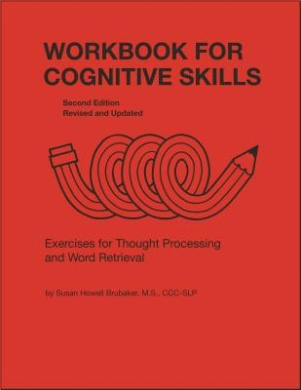 WORKBOOK FOR
COGNITIVE SKILLS
Second Edition
Revised and Updated
Exercises for Thought Processing
and Word Retrieval
by Susan Howell Brubaker, M.S., CCC-SLP